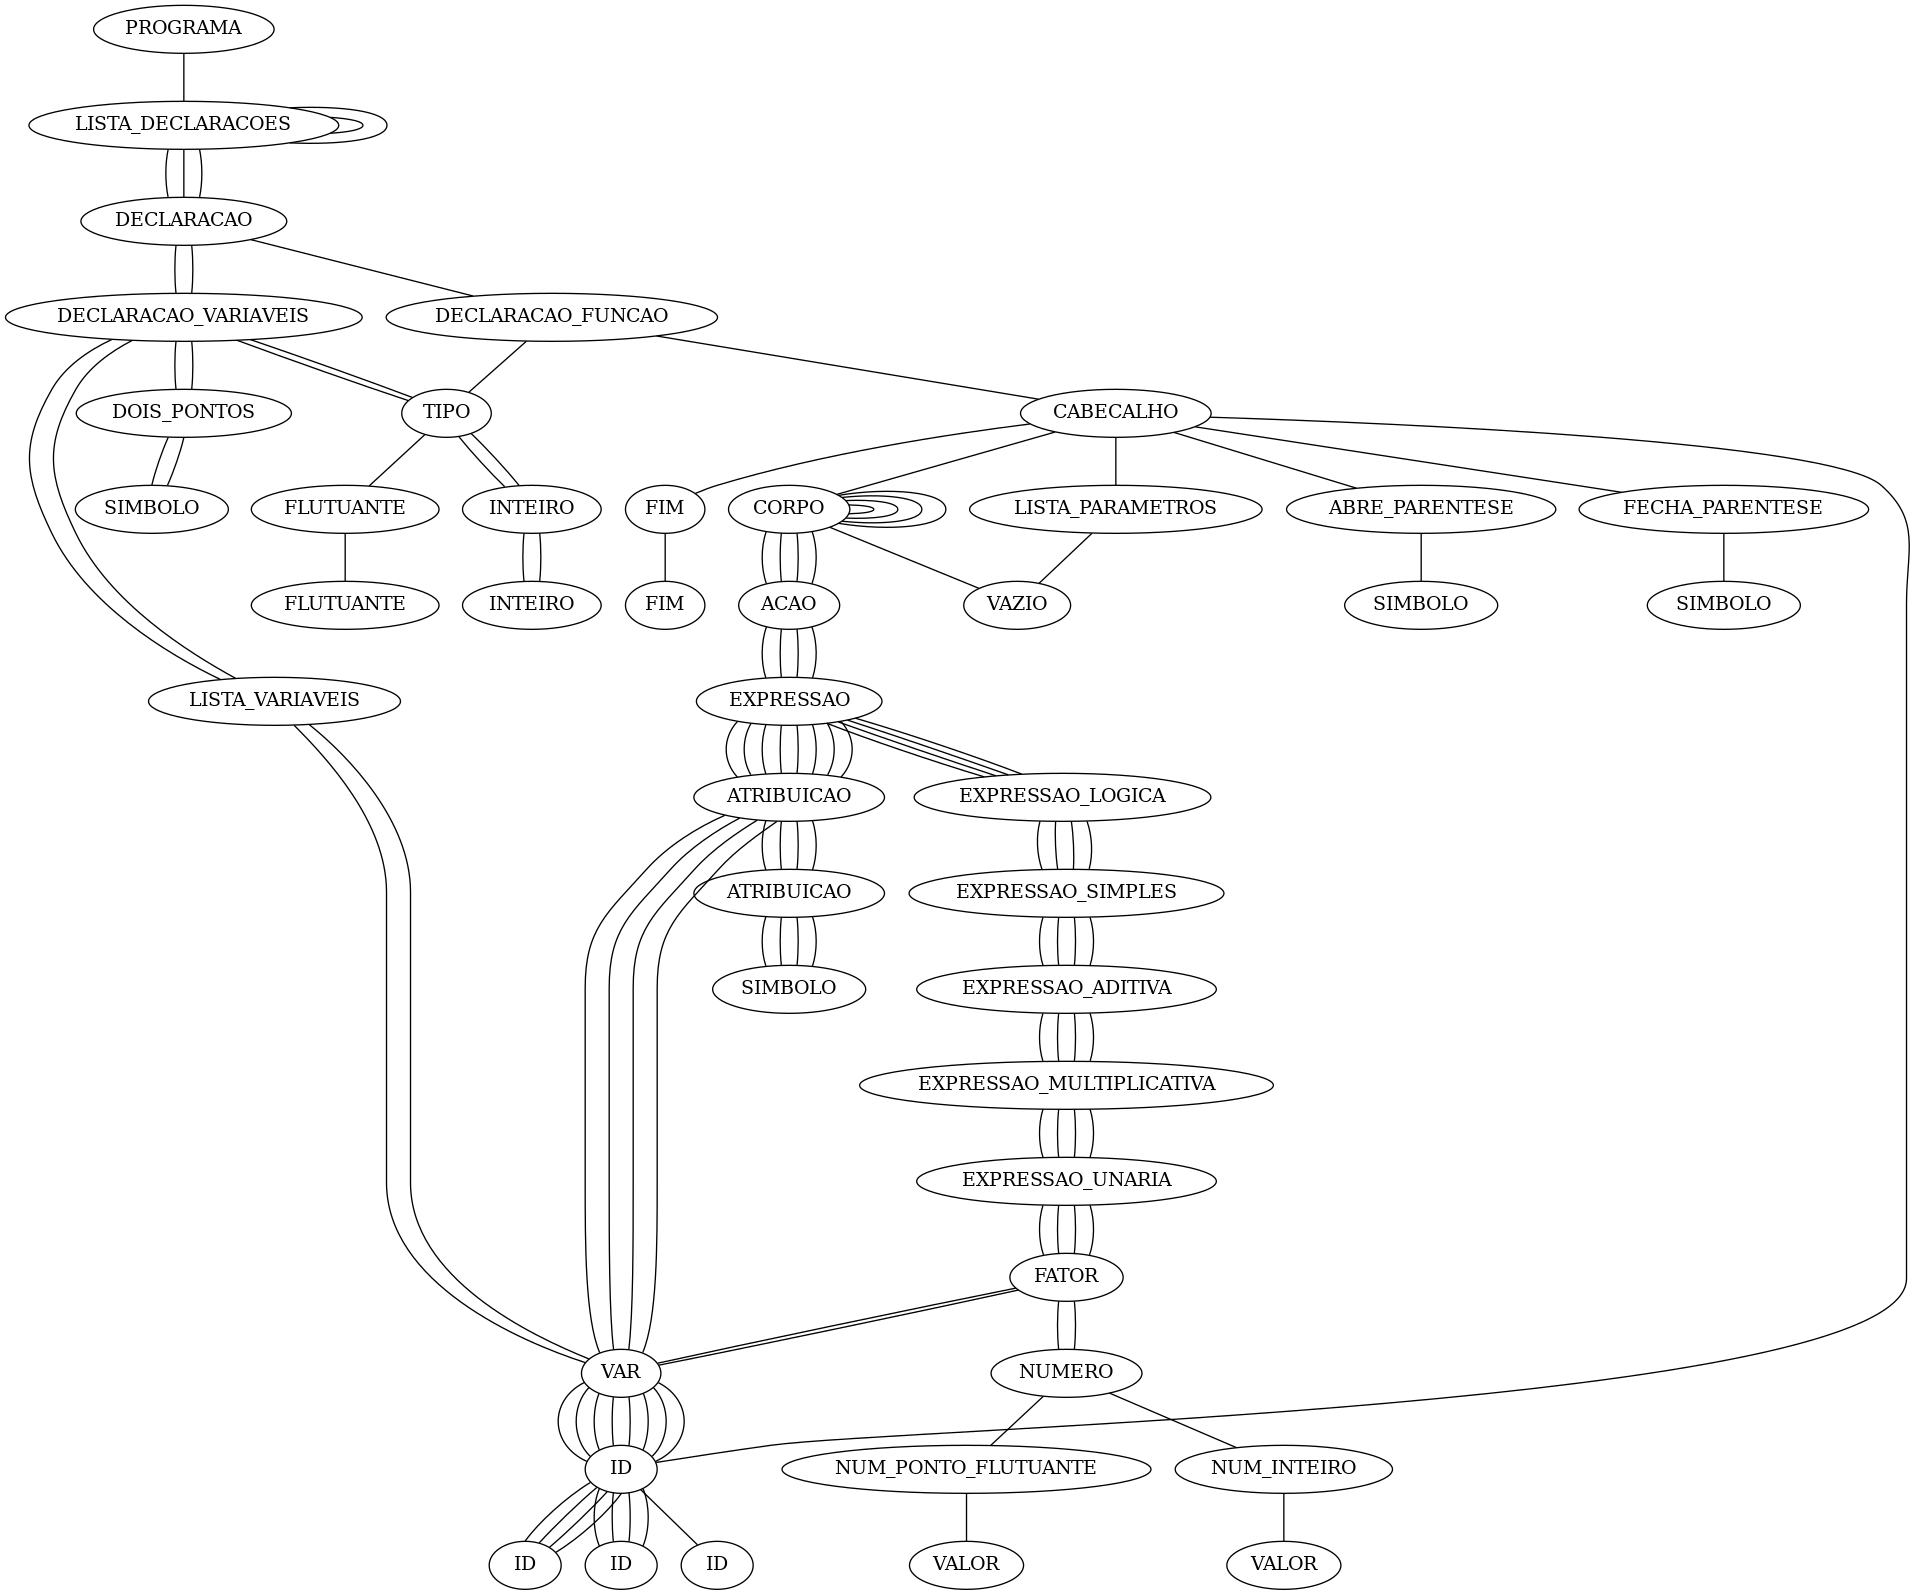 PROGRAMA
LISTA_DECLARACOES
DECLARACAO
DECLARACAO_VARIAVEIS
DECLARACAO_FUNCAO
DOIS_PONTOS
TIPO
CABECALHO
SIMBOLO
FLUTUANTE
INTEIRO
FIM
CORPO
LISTA_PARAMETROS
ABRE_PARENTESE
FECHA_PARENTESE
FLUTUANTE
INTEIRO
FIM
ACAO
VAZIO
SIMBOLO
SIMBOLO
LISTA_VARIAVEIS
EXPRESSAO
ATRIBUICAO
EXPRESSAO_LOGICA
ATRIBUICAO
EXPRESSAO_SIMPLES
SIMBOLO
EXPRESSAO_ADITIVA
EXPRESSAO_MULTIPLICATIVA
EXPRESSAO_UNARIA
FATOR
VAR
NUMERO
ID
NUM_PONTO_FLUTUANTE
NUM_INTEIRO
ID
ID
ID
VALOR
VALOR